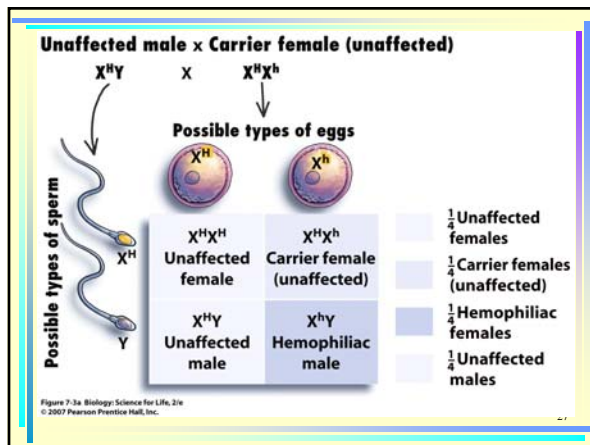 Unaffected male x Carrier female (unaffected)
XᴴY X XᴴXʰ
Possible types of eggs
Xᴴ Xʰ
Possible types of sperm
Xᴴ
Y
XᴴXᴴ
Unaffected
female
XᴴXʰ
Carrier female
(unaffected)
XᴴY
Unaffected
male
XʰY
Hemophiliac
male
1/4 Unaffected
females
1/4 Carrier females
(unaffected)
1/4 Hemophiliac
females
1/4 Unaffected
males
Figure 7-3a Biology: Science for Life, 2/e
© 2007 Pearson Prentice Hall, Inc.